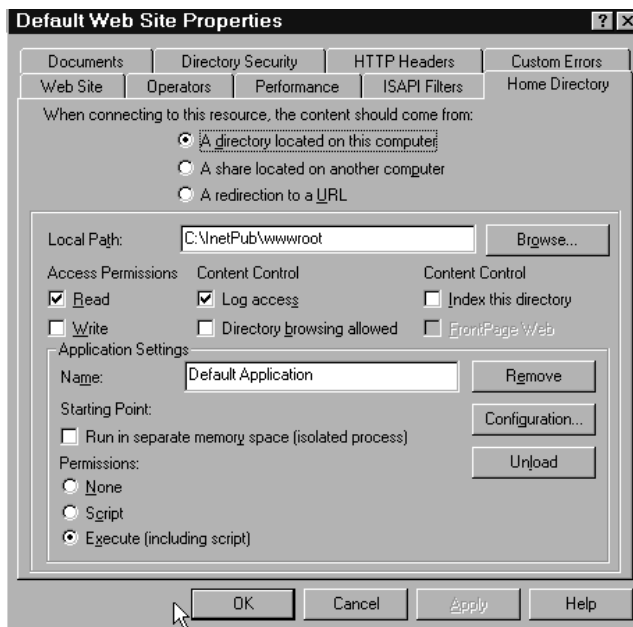 Default Web Site Properties ? X
Documents Directory Security HTTP Headers Custom Errors
Web Site Operators Performance ISAPI Filters Home Directory
When connecting to this resource, the content should come from:
A directory located on this computer
A share located on another computer
A redirection to a URL
Local Path: C:\InetPub\wwwroot Browse...
Access Permissions Content Control Content Control
Read Log access Index this directory
Write Directory browsing allowed FrontPage Web
Application Settings
Name: Default Application Remove
Starting Point: Configuration...
Run in separate memory space (isolated process)
Permissions: Unload
None
Script
Execute (including script)
OK Cancel Apply Help